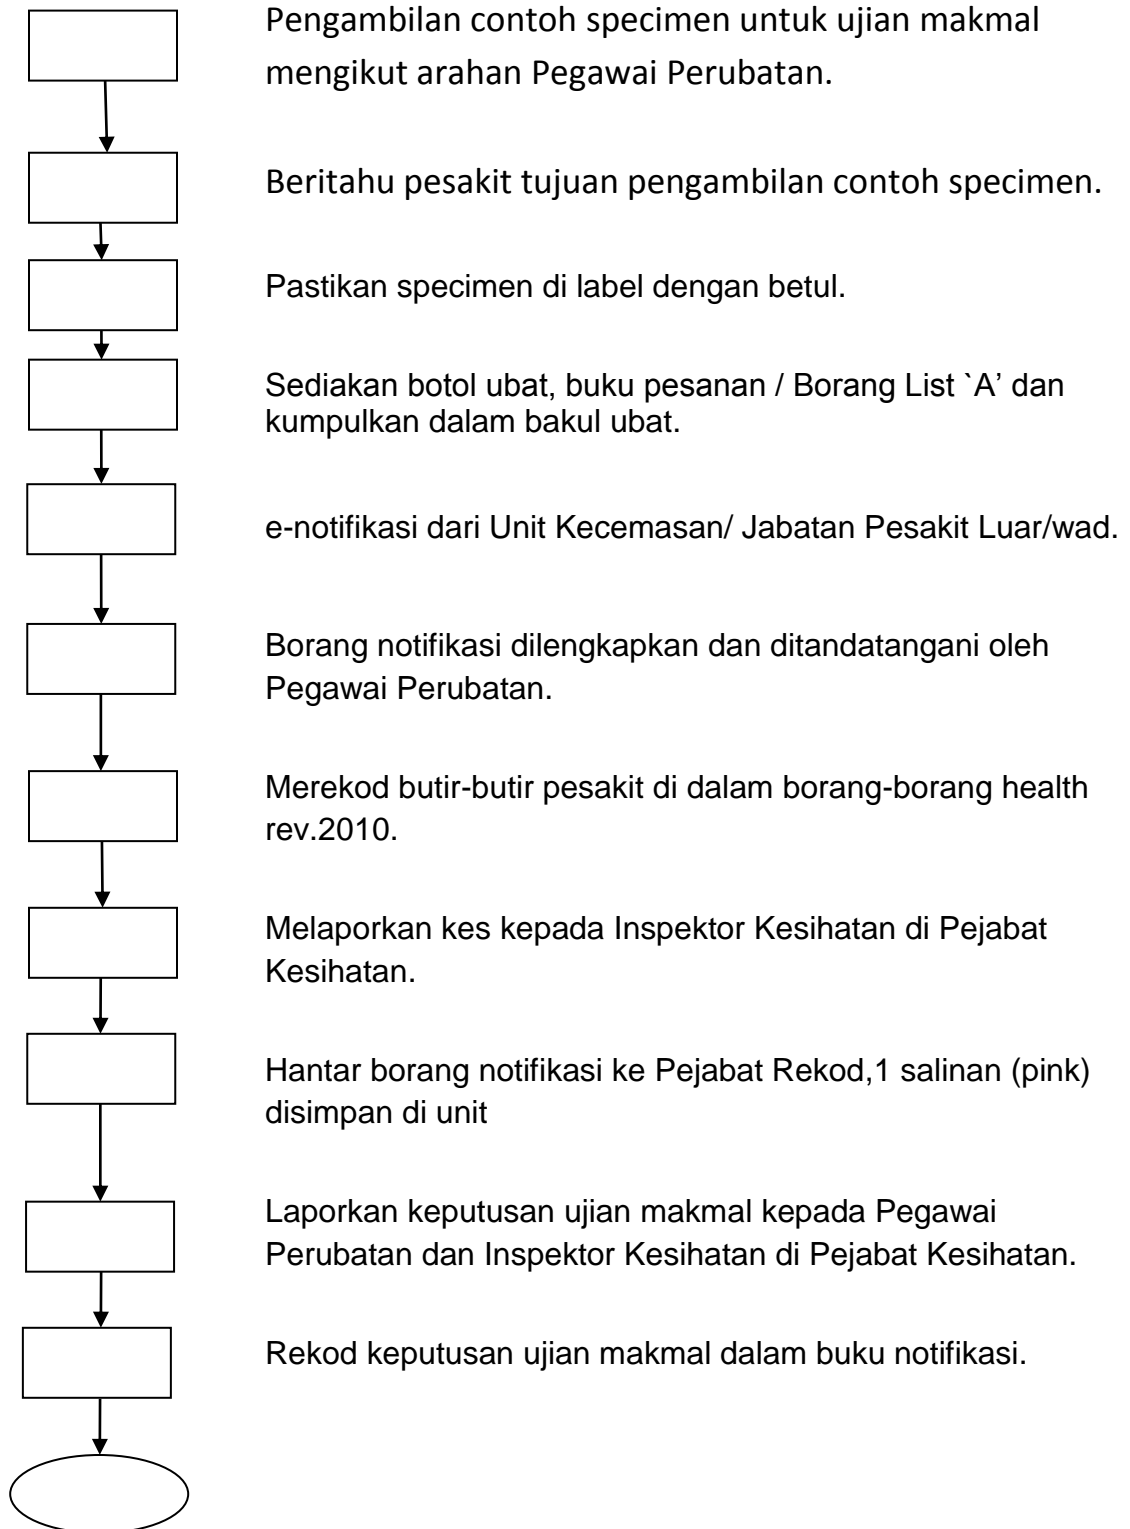 Pengambilan contoh specimen untuk ujian makmal
mengikut arahan Pegawai Perubatan.
Beritahu pesakit tujuan pengambilan contoh specimen.
Pastikan specimen di label dengan betul.
Sediakan botol ubat, buku pesanan / Borang List `A’ dan
kumpulkan dalam bakul ubat.
e-notifikasi dari Unit Kecemasan/ Jabatan Pesakit Luar/wad.
Borang notifikasi dilengkapkan dan ditandatangani oleh
Pegawai Perubatan.
Merekod butir-butir pesakit di dalam borang-borang health
rev.2010.
Melaporkan kes kepada Inspektor Kesihatan di Pejabat
Kesihatan.
Hantar borang notifikasi ke Pejabat Rekod,1 salinan (pink)
disimpan di unit
Laporkan keputusan ujian makmal kepada Pegawai
Perubatan dan Inspektor Kesihatan di Pejabat Kesihatan.
Rekod keputusan ujian makmal dalam buku notifikasi.